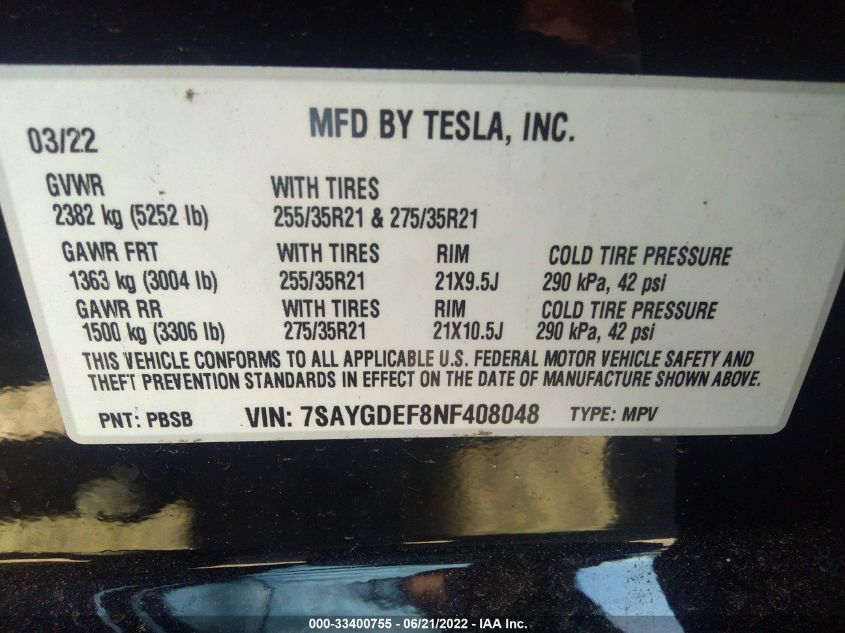 MFD BY TESLA, INC.
03/22
GVWR WITH TIRES
2382 kg (5252 lb) 255/35R21 & 275/35R21
GAWR FRT WITH TIRES RIM COLD TIRE PRESSURE
1363 kg (3004 lb) 255/35R21 21X9.5J 290 kPa, 42 psi
GAWR RR WITH TIRES RIM COLD TIRE PRESSURE
1500 kg (3306 lb) 275/35R21 21X10.5J 290 kPa, 42 psi
THIS VEHICLE CONFORMS TO ALL APPLICABLE U.S. FEDERAL MOTOR VEHICLE SAFETY AND
THEFT PREVENTION STANDARDS IN EFFECT ON THE DATE OF MANUFACTURE SHOWN ABOVE.
PNT: PBSB VIN: 7SAYGDEF8NF408048 TYPE: MPV
000-33400755 - 06/21/2022 - IAA Inc.